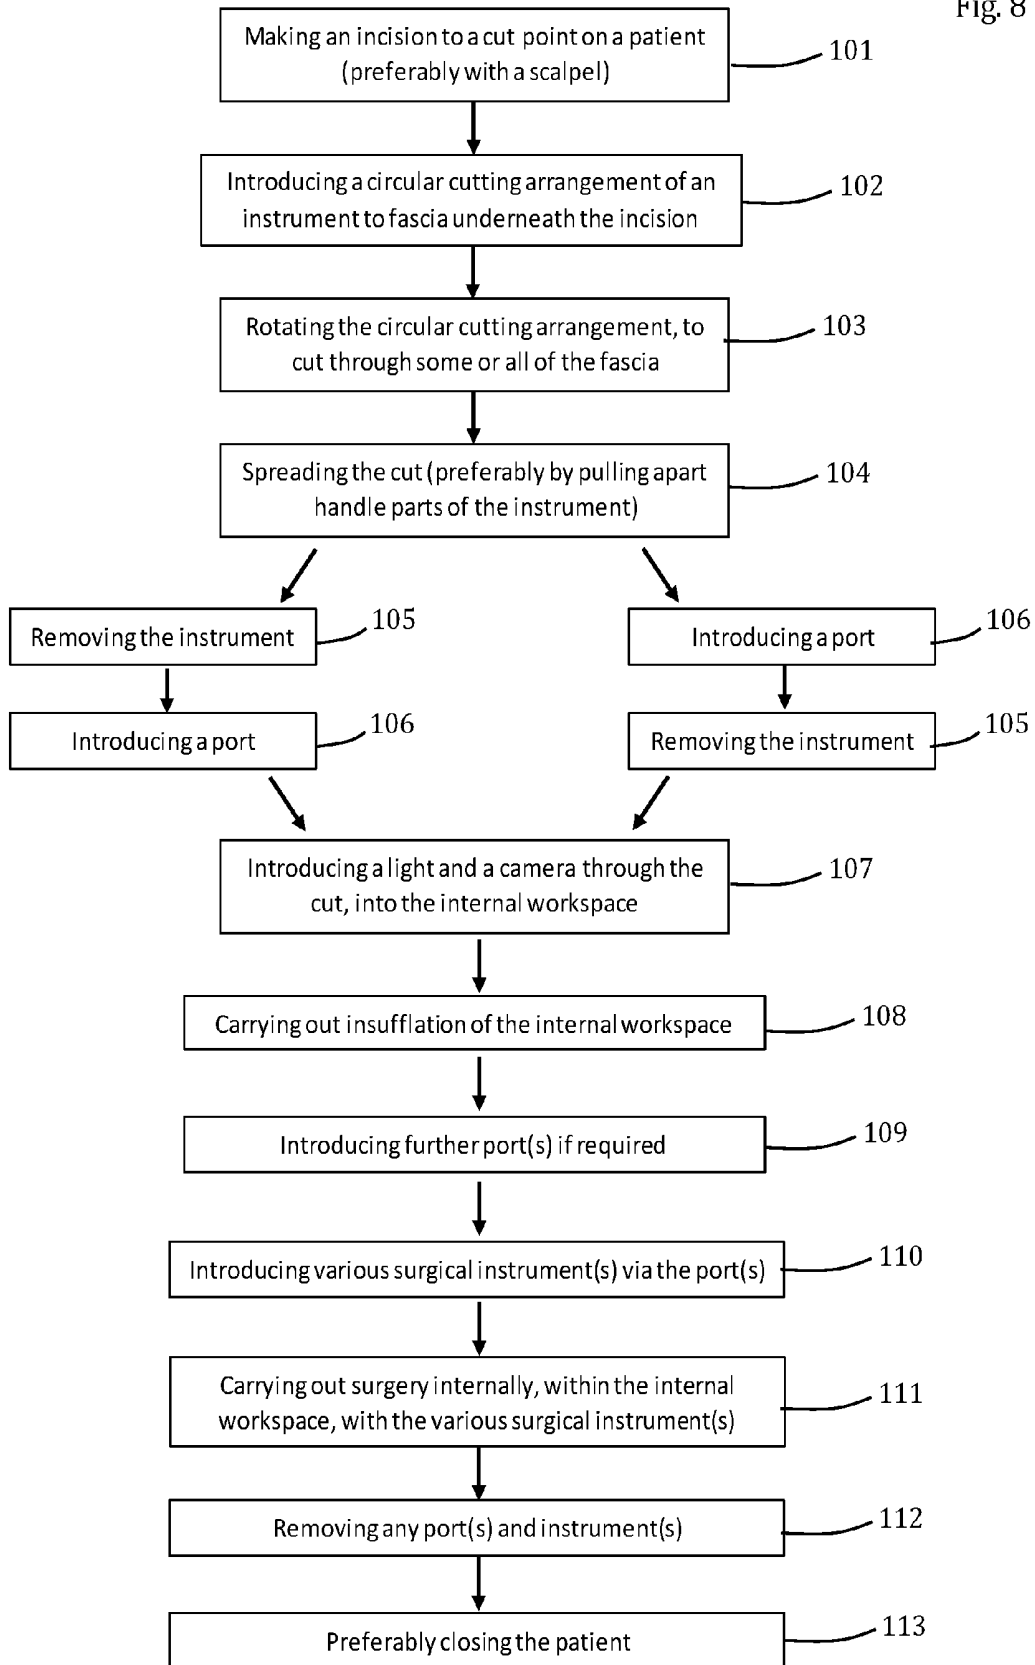 Fig. 8
Making an incision to a cut point on a patient
(preferably with a scalpel)
101
Introducing a circular cutting arrangement of an
instrument to fascia underneath the incision
102
Rotating the circular cutting arrangement, to
cut through some or all of the fascia
103
Spreading the cut (preferably by pulling apart
handle parts of the instrument)
104
Removing the instrument
105
Introducing a port
106
Introducing a port
106
Removing the instrument
105
Introducing a light and a camera through the
cut, into the internal workspace
107
Carrying out insufflation of the internal workspace
108
Introducing further port(s) if required
109
Introducing various surgical instrument(s) via the port(s)
110
Carrying out surgery internally, within the internal
workspace, with the various surgical instrument(s)
111
Removing any port(s) and instrument(s)
112
Preferably closing the patient
113